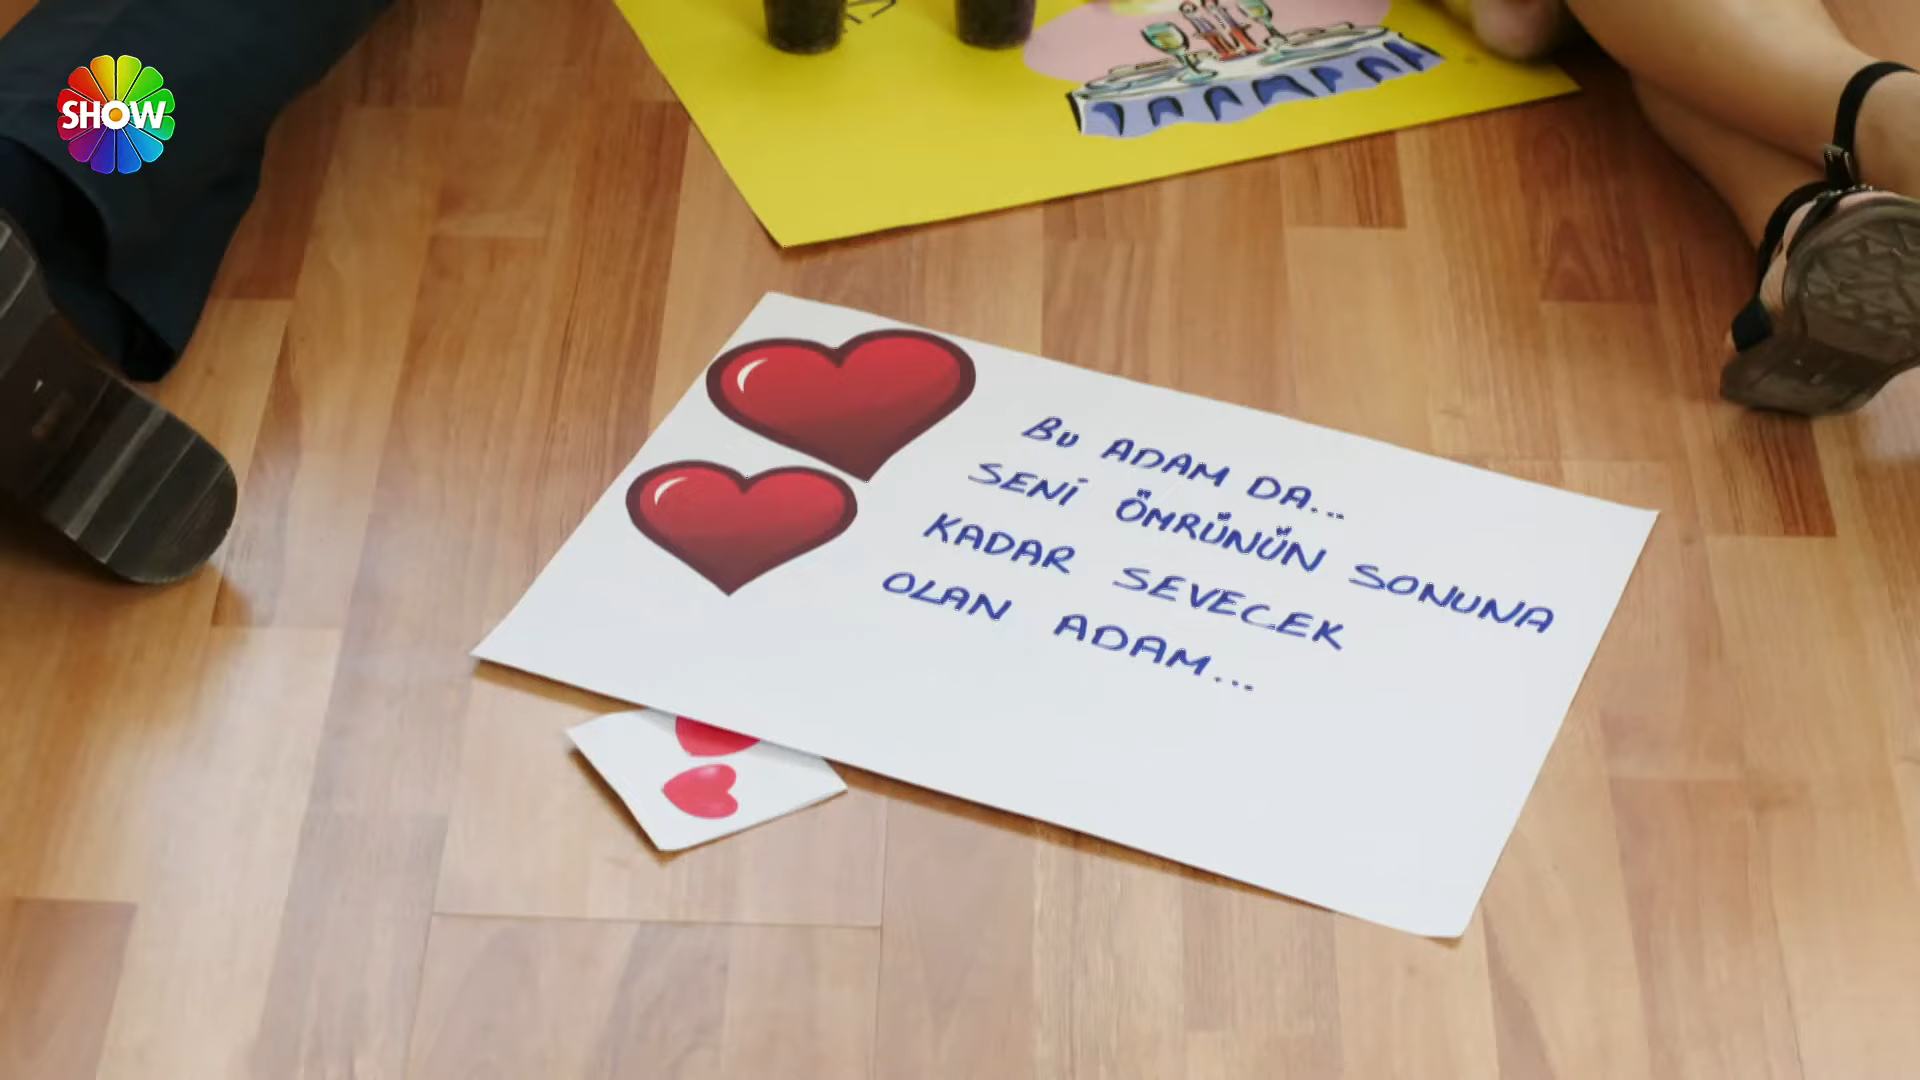 SHOW
Bu ADAM DA...
SENİ ÖMRÜNÜN SONUNA
KADAR SEVECEK
OLAN ADAM...